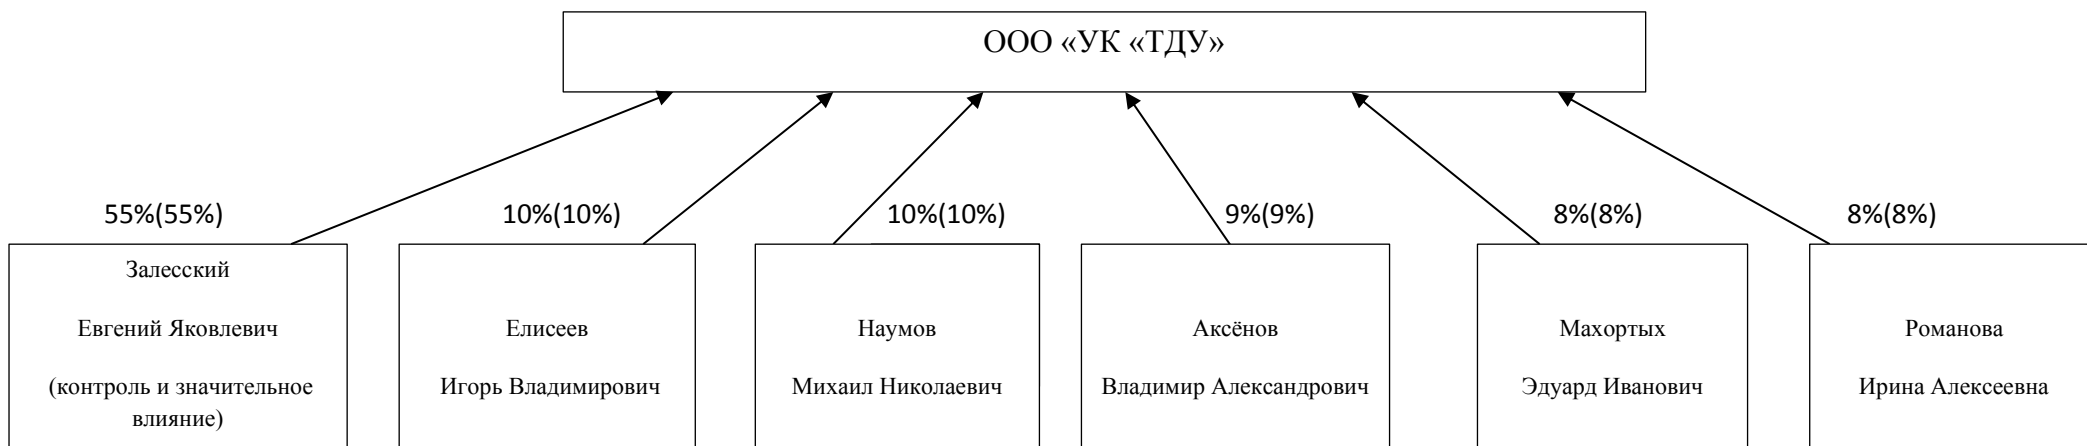 ООО «УК «ТДУ»
55%(55%)
10%(10%)
10%(10%)
9%(9%)
8%(8%)
8%(8%)
Залесский
Евгений Яковлевич
(контроль и значительное
влияние)
Елисеев
Игорь Владимирович
Наумов
Михаил Николаевич
Аксёнов
Владимир Александрович
Махортых
Эдуард Иванович
Романова
Ирина Алексеевна